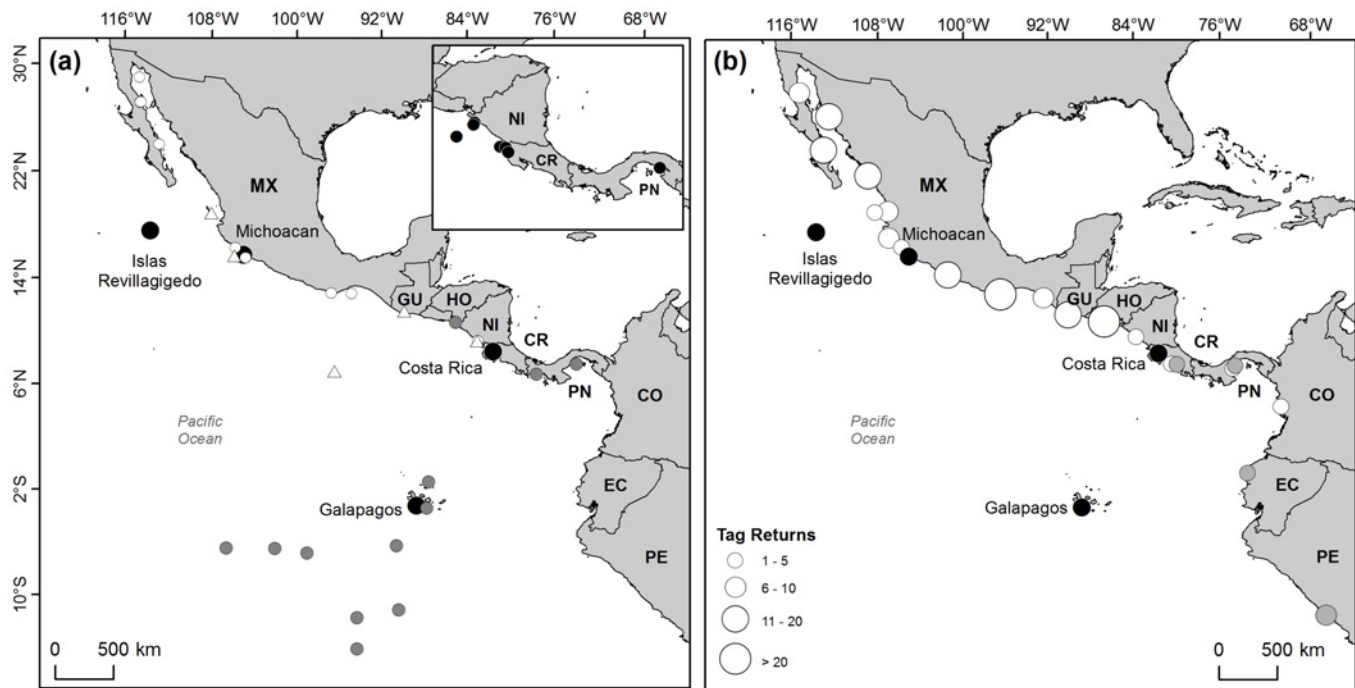 116°W 108°W 100°W 92°W 84°W 76°W 68°W
30°N
22°N
14°N
6°N
2°S
10°S
(a)
NI
CR
PN
MX
Michoacan
Islas
Revillagigedo
GU
HO
NI
CR
Costa Rica
PN
CO
Pacific
Ocean
EC
Galapagos
PE
0 500 km
116°W 108°W 100°W 92°W 84°W 76°W 68°W
(b)
MX
Michoacan
Islas
Revillagigedo
GU
HO
NI
CR
Costa Rica
PN
CO
Pacific
Ocean
EC
Galapagos
PE
Tag Returns
1 - 5
6 - 10
11 - 20
> 20
0 500 km